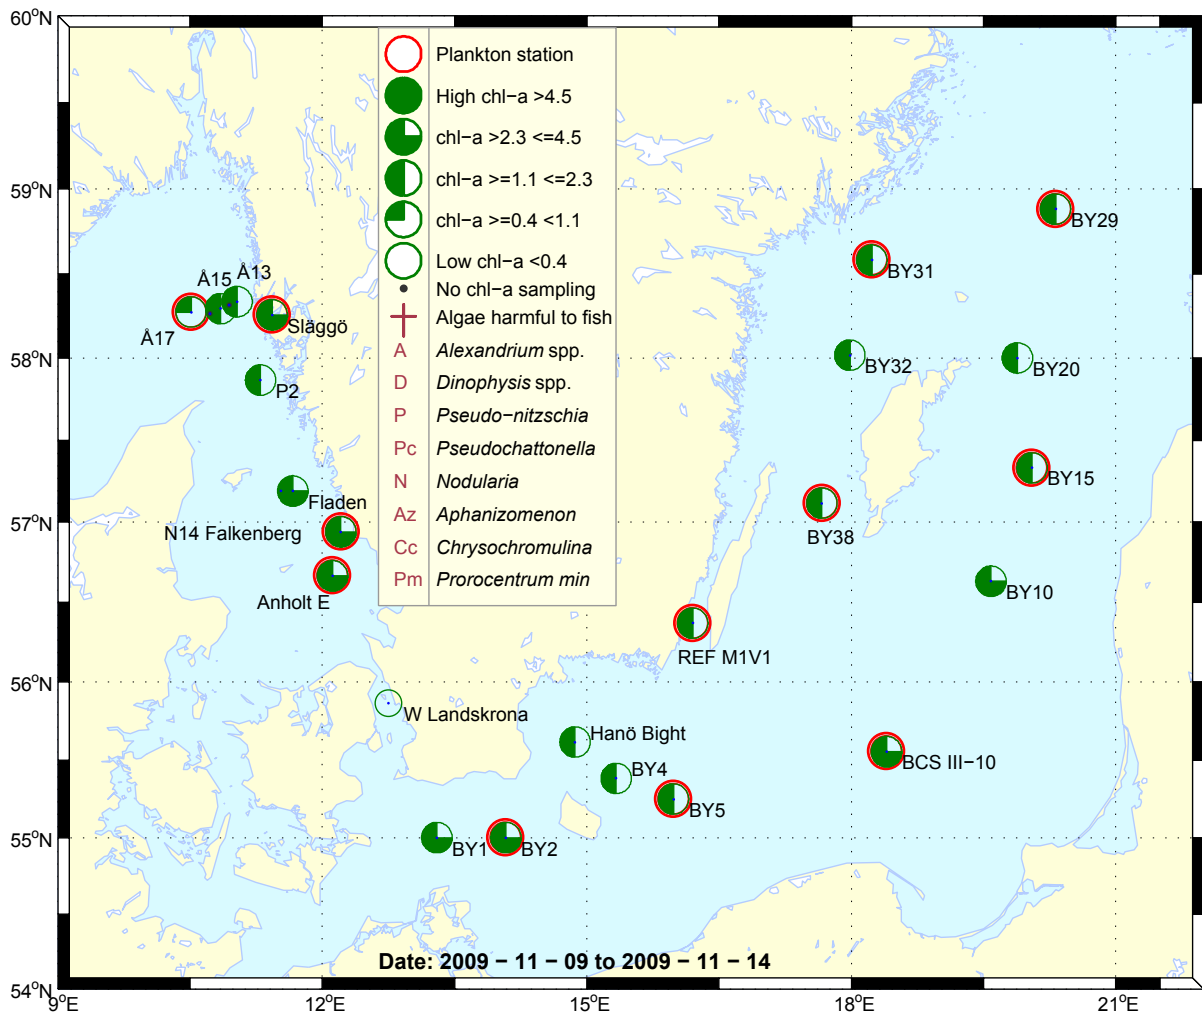 60°N
Plankton station
High chl−a >4.5
chl−a >2.3 <=4.5
chl−a >=1.1 <=2.3
chl−a >=0.4 <1.1
Low chl−a <0.4
No chl−a sampling
Algae harmful to fish
A Alexandrium spp.
D Dinophysis spp.
P Pseudo−nitzschia
Pc Pseudochattonella
N Nodularia
Az Aphanizomenon
Cc Chrysochromulina
Pm Prorocentrum min
59°N
BY29
BY31
Å15
Å13
Å17
Släggö
58°N
BY32
BY20
P2
BY15
Fladen
57°N
N14 Falkenberg
BY38
Anholt E
BY10
REF M1V1
56°N
W Landskrona
Hanö Bight
BCS III−10
BY4
BY5
55°N
BY1
BY2
Date: 2009 − 11 − 09 to 2009 − 11 − 14
54°N
9°E
12°E
15°E
18°E
21°E